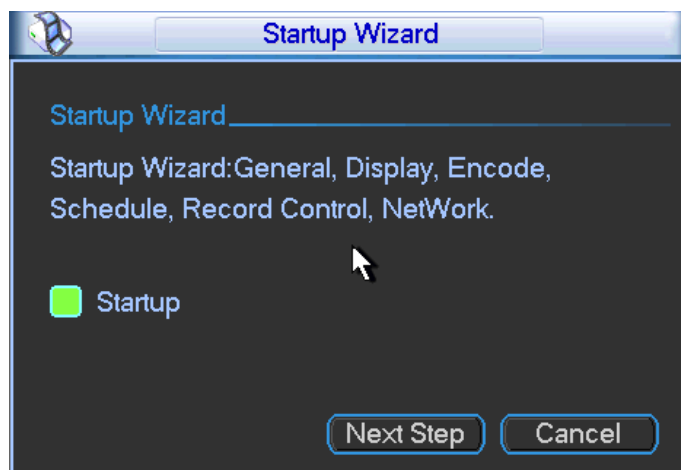 Startup Wizard
Startup Wizard
Startup Wizard:General, Display, Encode,
Schedule, Record Control, NetWork.
Startup
Next Step
Cancel